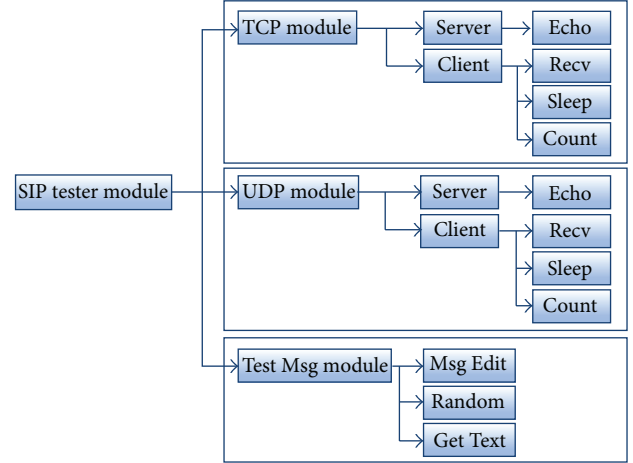 TCP module
Server
Echo
Client
Recv
Sleep
Count
SIP tester module
UDP module
Server
Echo
Client
Recv
Sleep
Count
Test Msg module
Msg Edit
Random
Get Text